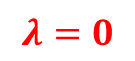 λ = 0